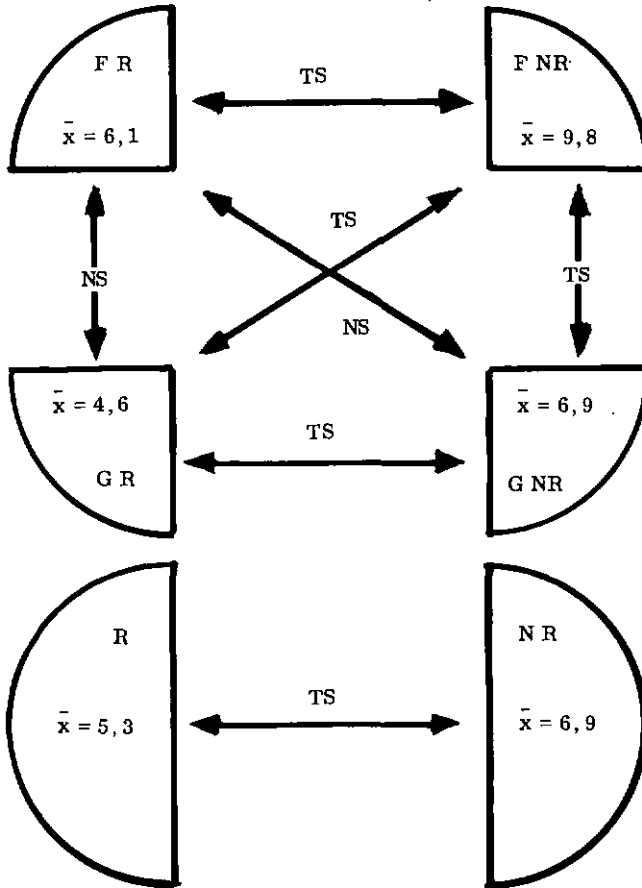 F R
TS
F NR
x̄ = 6,1
x̄ = 9,8
TS
NS
TS
NS
x̄ = 4,6
x̄ = 6,9
TS
G R
G NR
R
N R
TS
x̄ = 5,3
x̄ = 6,9